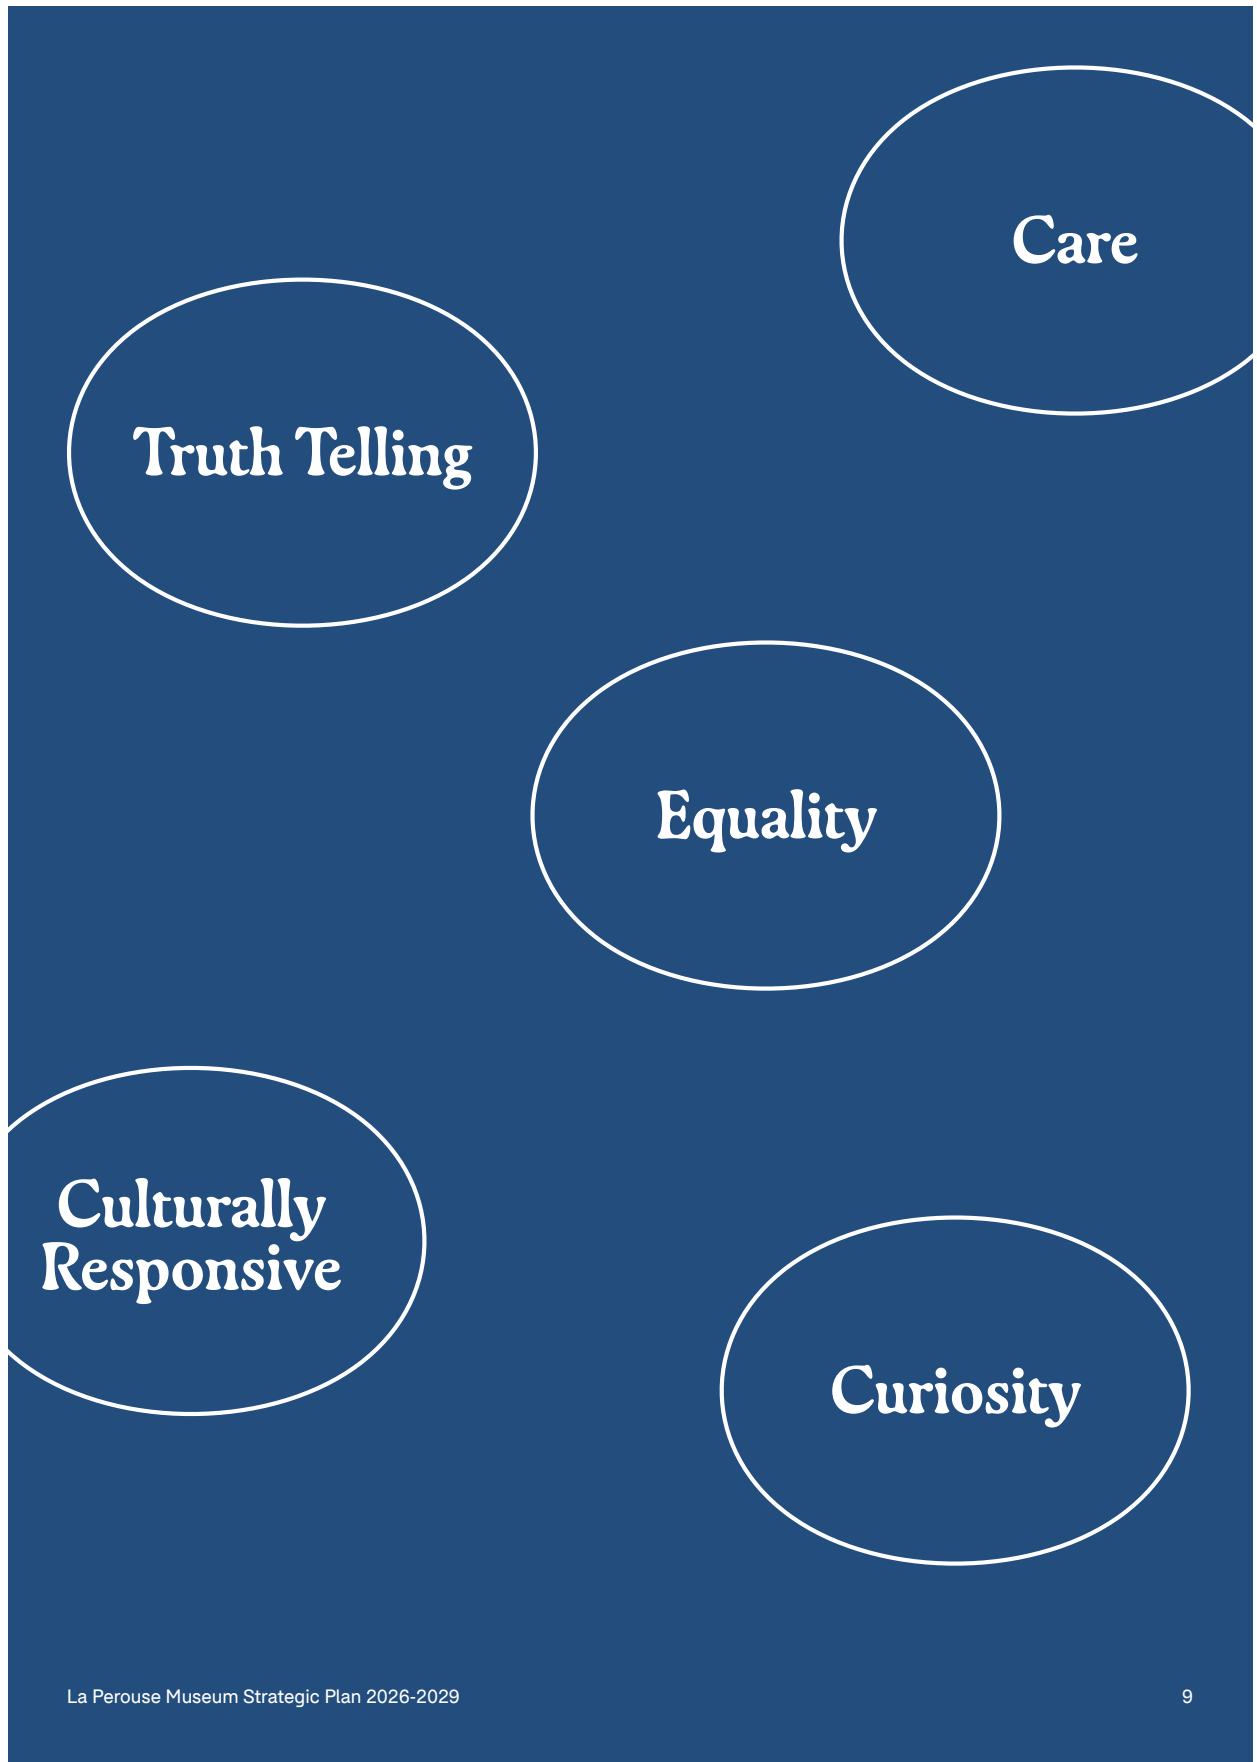 Care
Truth Telling
Equality
Culturally
Responsive
Curiosity
La Perouse Museum Strategic Plan 2026-2029
9